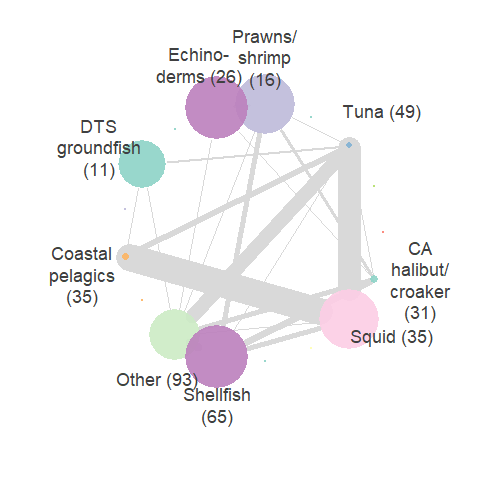 Prawns/
shrimp
(16)
Echino-
derms (26)
Tuna (49)
DTS
groundfish
(11)
CA
halibut/
croaker
(31)
Coastal
pelagics
(35)
Squid (35)
Other (93)
Shellfish
(65)